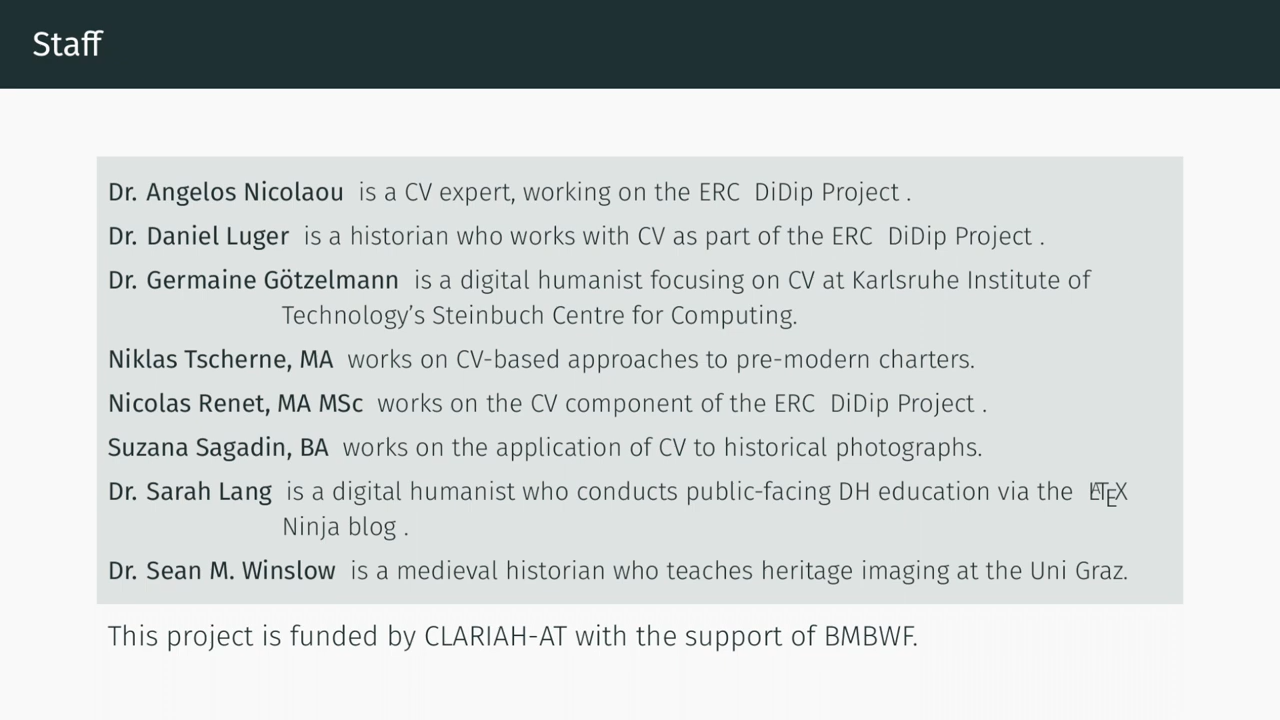 Staff
Dr. Angelos Nicolaou is a CV expert, working on the ERC DiDip Project .
Dr. Daniel Luger is a historian who works with CV as part of the ERC DiDip Project .
Dr. Germaine Götzelmann is a digital humanist focusing on CV at Karlsruhe Institute of
Technology’s Steinbuch Centre for Computing.
Niklas Tscherne, MA works on CV-based approaches to pre-modern charters.
Nicolas Renet, MA MSc works on the CV component of the ERC DiDip Project .
Suzana Sagadin, BA works on the application of CV to historical photographs.
Dr. Sarah Lang is a digital humanist who conducts public-facing DH education via the LATEX
Ninja blog .
Dr. Sean M. Winslow is a medieval historian who teaches heritage imaging at the Uni Graz.
This project is funded by CLARIAH-AT with the support of BMBWF.